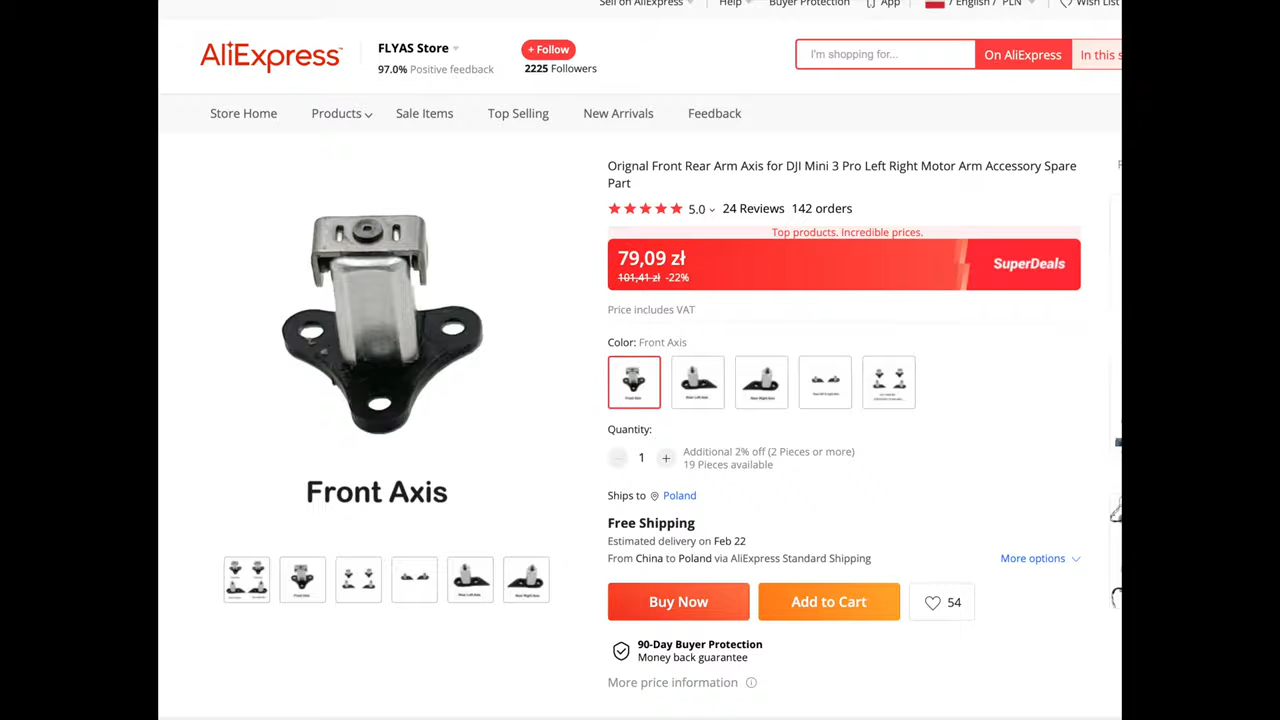 Sell on AliExpress
Help
Buyer Protection
App
/ English / PLN
Wish List
AliExpress™
FLYAS Store
97.0% Positive feedback
+ Follow
2225 Followers
I'm shopping for...
On AliExpress
In this s
Store Home
Products
Sale Items
Top Selling
New Arrivals
Feedback
Orignal Front Rear Arm Axis for DJI Mini 3 Pro Left Right Motor Arm Accessory Spare
Part
5.0
24 Reviews
142 orders
Top products. Incredible prices.
79,09 zł
101,41 zł -22%
SuperDeals
Price includes VAT
Color: Front Axis
Quantity:
1
Additional 2% off (2 Pieces or more)
19 Pieces available
Ships to
Poland
Free Shipping
Estimated delivery on Feb 22
From China to Poland via AliExpress Standard Shipping
More options
Buy Now
Add to Cart
54
90-Day Buyer Protection
Money back guarantee
More price information
Front Axis